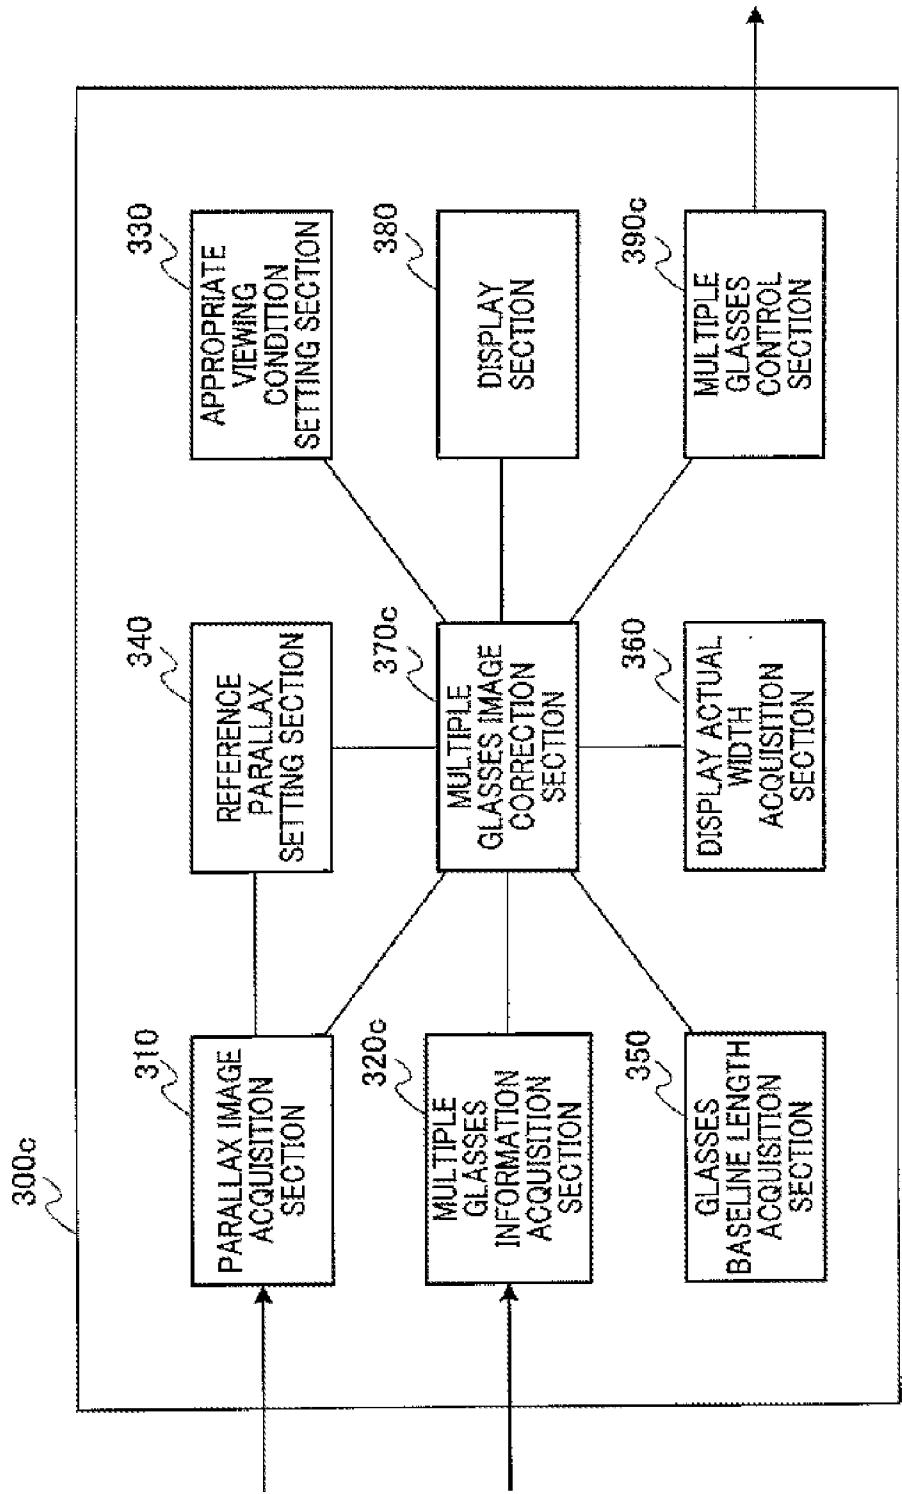 300c
310
PARALLAX IMAGE
ACQUISITION
SECTION
340
REFERENCE
PARALLAX
SETTING SECTION
330
APPROPRIATE
VIEWING
CONDITION
SETTING SECTION
320c
MULTIPLE
GLASSES
INFORMATION
ACQUISITION
SECTION
370c
MULTIPLE
GLASSES IMAGE
CORRECTION
SECTION
380
DISPLAY
SECTION
350
GLASSES
BASELINE LENGTH
ACQUISITION
SECTION
360
DISPLAY ACTUAL
WIDTH
ACQUISITION
SECTION
390c
MULTIPLE
GLASSES
CONTROL
SECTION